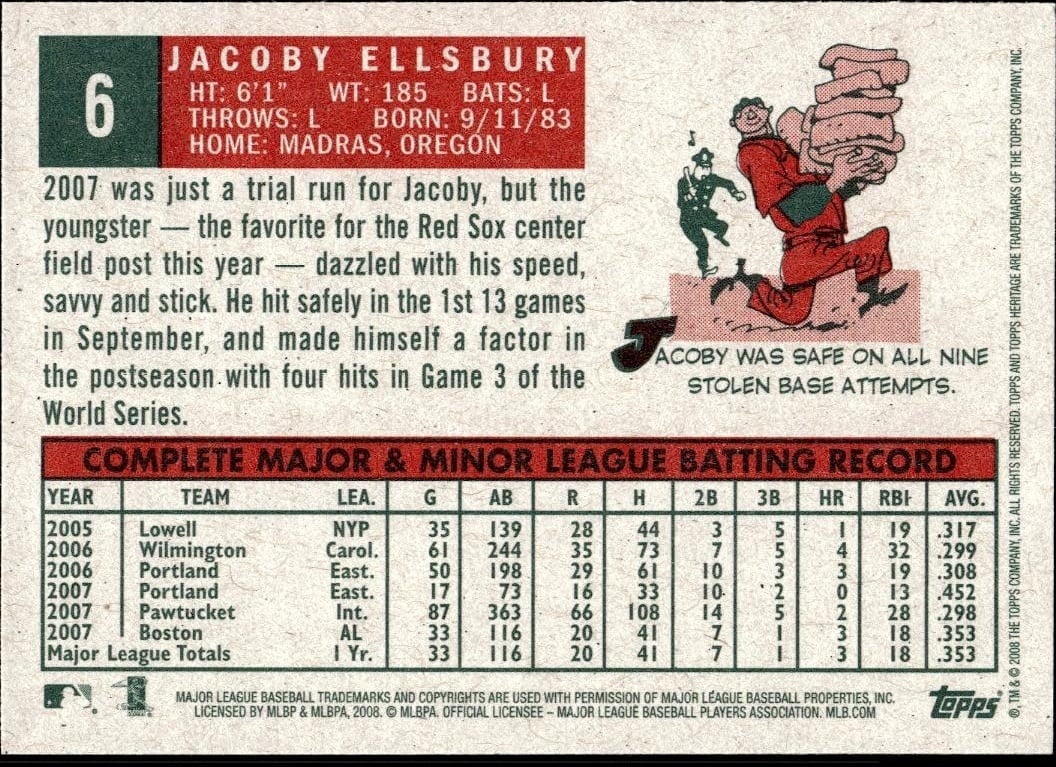 6
JACOBY ELLSBURY
HT: 6'1" WT: 185 BATS: L
THROWS: L BORN: 9/11/83
HOME: MADRAS, OREGON
2007 was just a trial run for Jacoby, but the
youngster — the favorite for the Red Sox center
field post this year — dazzled with his speed,
savvy and stick. He hit safely in the 1st 13 games
in September, and made himself a factor in
the postseason with four hits in Game 3 of the
World Series.
JACOBY WAS SAFE ON ALL NINE
STOLEN BASE ATTEMPTS.
COMPLETE MAJOR & MINOR LEAGUE BATTING RECORD
YEAR TEAM LEA. G AB R H 2B 3B HR RBI AVG.
2005 Lowell NYP 35 139 28 44 3 5 1 19 .317
2006 Wilmington Carol. 61 244 35 73 7 5 4 32 .299
2006 Portland East. 50 198 29 61 10 3 3 19 .308
2007 Portland East. 17 73 16 33 10 2 0 13 .452
2007 Pawtucket Int. 87 363 66 108 14 5 2 28 .298
2007 Boston AL 33 116 20 41 7 1 3 18 .353
Major League Totals 1 Yr. 33 116 20 41 7 1 3 18 .353
MAJOR LEAGUE BASEBALL TRADEMARKS AND COPYRIGHTS ARE USED WITH PERMISSION OF MAJOR LEAGUE BASEBALL PROPERTIES, INC.
LICENSED BY MLBP & MLBPA, 2008. © MLBPA. OFFICIAL LICENSEE – MAJOR LEAGUE BASEBALL PLAYERS ASSOCIATION. MLB.COM
topps
®, TM & © 2008 THE TOPPS COMPANY, INC. ALL RIGHTS RESERVED. TOPPS AND TOPPS HERITAGE ARE TRADEMARKS OF THE TOPPS COMPANY, INC.